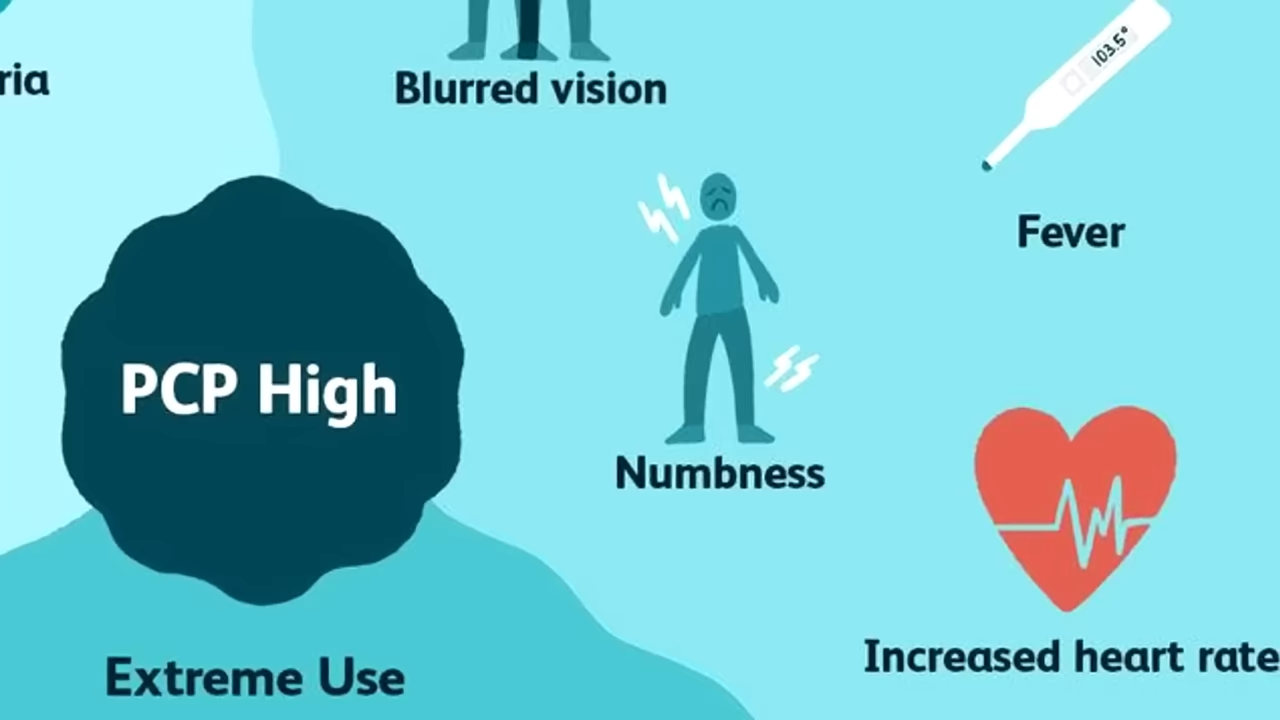 ria
Blurred vision
103.5°
Fever
PCP High
Numbness
Increased heart rate
Extreme Use